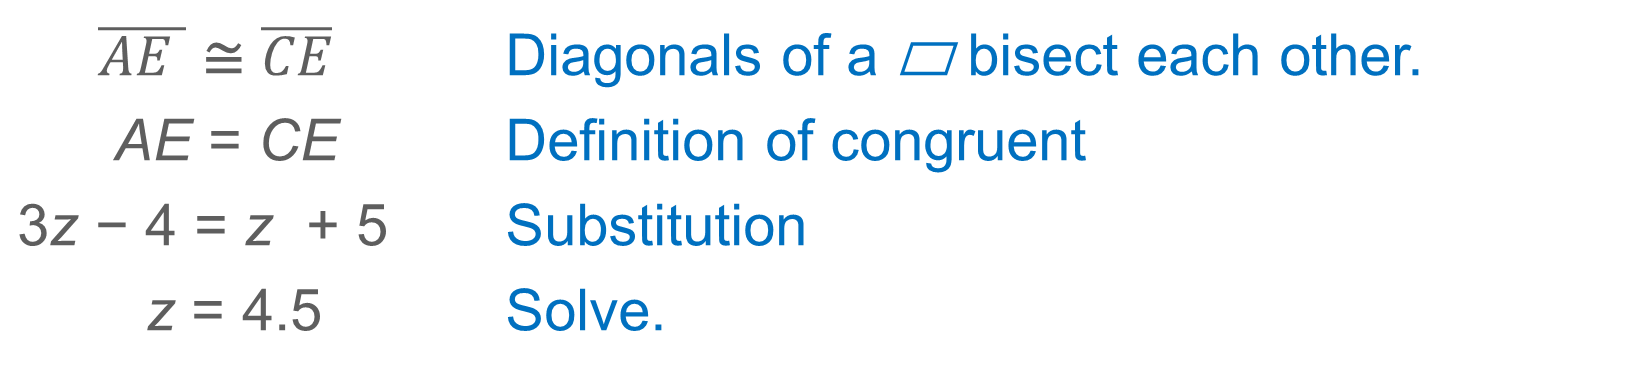 AE ≅ CE Diagonals of a ▱ bisect each other.
AE = CE Definition of congruent
3z − 4 = z + 5 Substitution
z = 4.5 Solve.